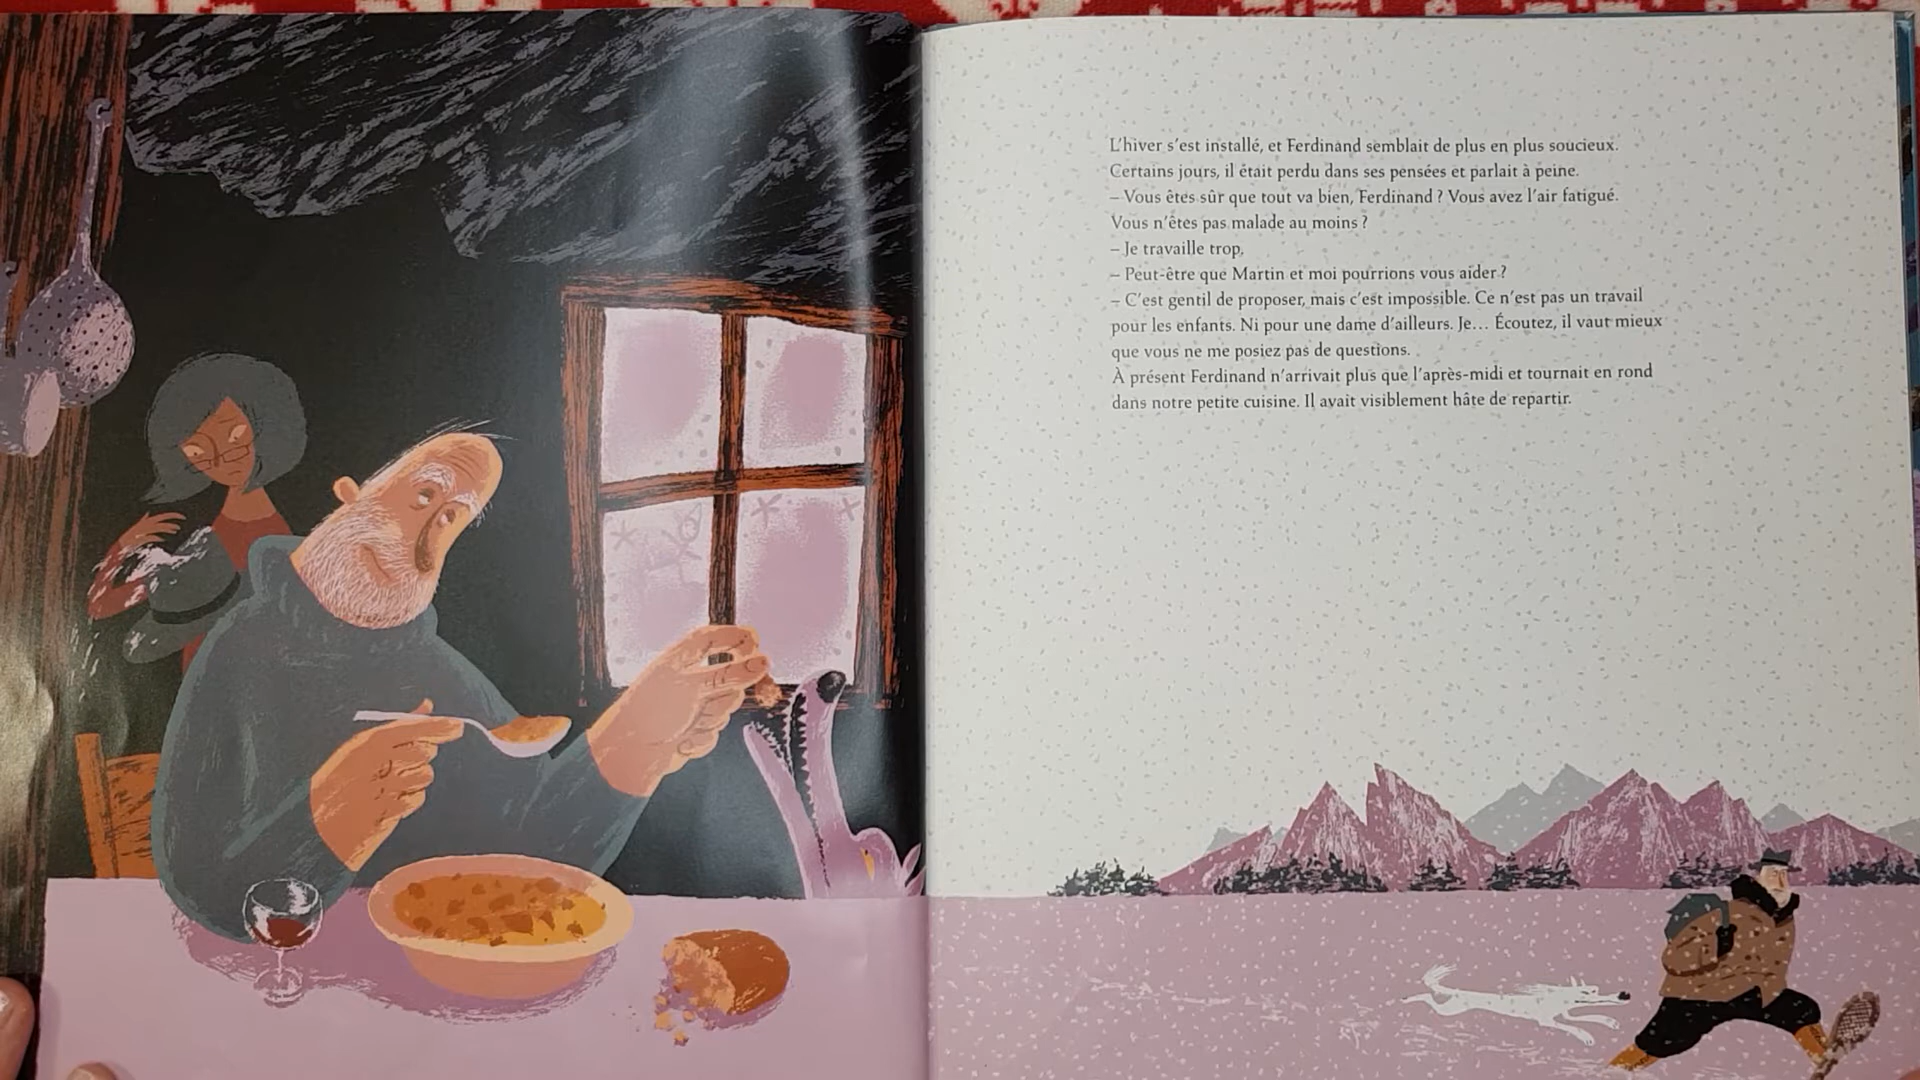 L'hiver s'est installé, et Ferdinand semblait de plus en plus soucieux.
Certains jours, il était perdu dans ses pensées et parlait à peine.
– Vous êtes sûr que tout va bien, Ferdinand ? Vous avez l'air fatigué.
Vous n'êtes pas malade au moins ?
– Je travaille trop.
– Peut-être que Martin et moi pourrions vous aider ?
– C'est gentil de proposer, mais c'est impossible. Ce n'est pas un travail
pour les enfants. Ni pour une dame d'ailleurs. Je… Écoutez, il vaut mieux
que vous ne me posiez pas de questions.
À présent Ferdinand n'arrivait plus que l'après-midi et tournait en rond
dans notre petite cuisine. Il avait visiblement hâte de repartir.